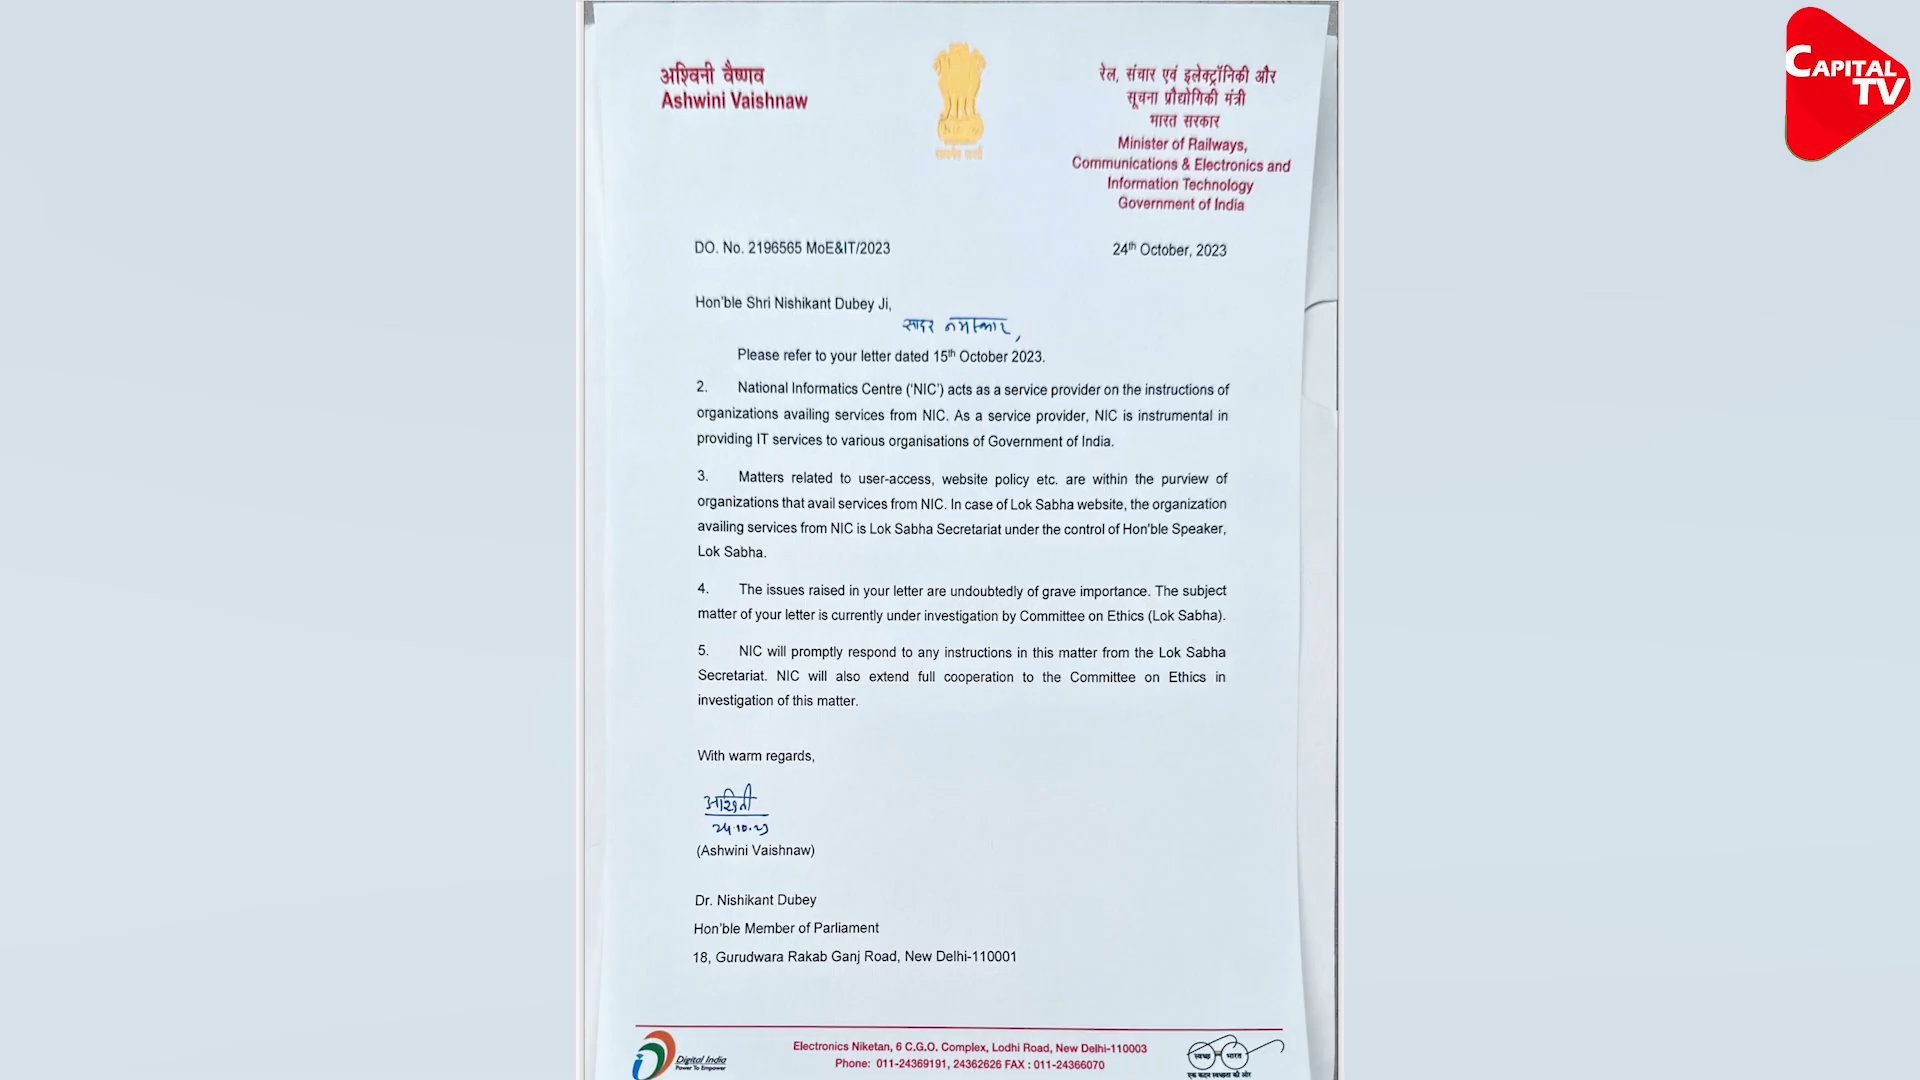 CAPITAL
TV
अश्विनी वैष्णव
Ashwini Vaishnaw
रेल, संचार एवं इलेक्ट्रॉनिकी और
सूचना प्रौद्योगिकी मंत्री
भारत सरकार
Minister of Railways,
Communications & Electronics and
Information Technology
Government of India
DO. No. 2196565 MoE&IT/2023
24th October, 2023
Hon'ble Shri Nishikant Dubey Ji,
सादर नमस्कार,
Please refer to your letter dated 15th October 2023.
2. National Informatics Centre ('NIC') acts as a service provider on the instructions of
organizations availing services from NIC. As a service provider, NIC is instrumental in
providing IT services to various organisations of Government of India.
3. Matters related to user-access, website policy etc. are within the purview of
organizations that avail services from NIC. In case of Lok Sabha website, the organization
availing services from NIC is Lok Sabha Secretariat under the control of Hon'ble Speaker,
Lok Sabha.
4. The issues raised in your letter are undoubtedly of grave importance. The subject
matter of your letter is currently under investigation by Committee on Ethics (Lok Sabha).
5. NIC will promptly respond to any instructions in this matter from the Lok Sabha
Secretariat. NIC will also extend full cooperation to the Committee on Ethics in
investigation of this matter.
With warm regards,
अश्विनी
24.10.23
(Ashwini Vaishnaw)
Dr. Nishikant Dubey
Hon'ble Member of Parliament
18, Gurudwara Rakab Ganj Road, New Delhi-110001
Digital India
Power To Empower
Electronics Niketan, 6 C.G.O. Complex, Lodhi Road, New Delhi-110003
Phone: 011-24369191, 24362626 FAX : 011-24366070
स्वच्छ भारत
एक कदम स्वच्छता की ओर